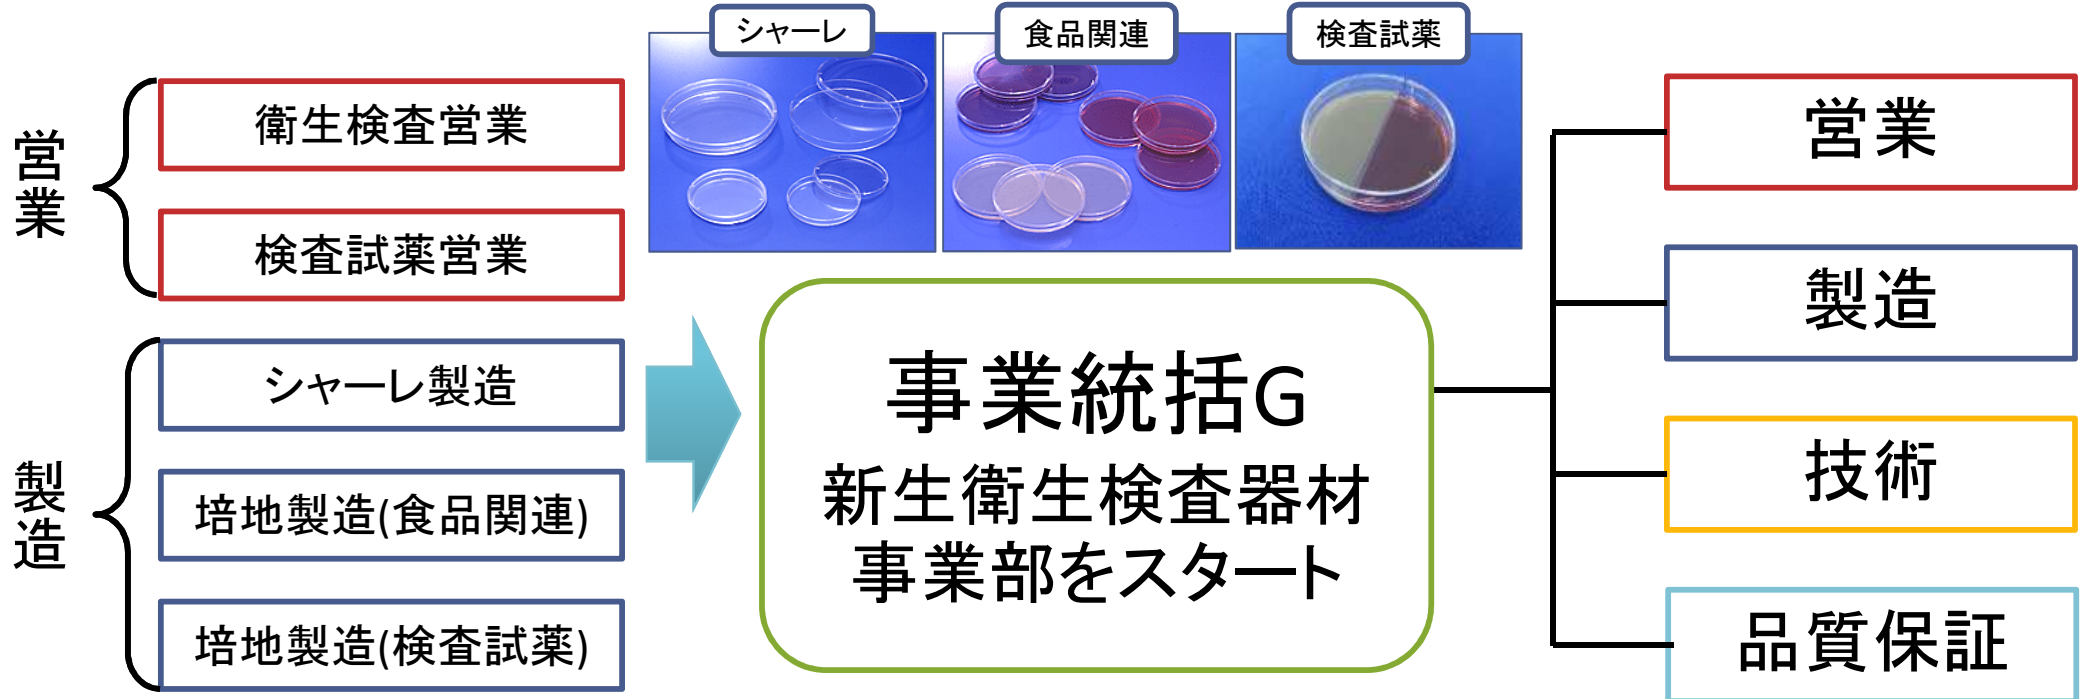 シャーレ
食品関連
検査試薬
営業
衛生検査営業
検査試薬営業
製造
シャーレ製造
培地製造(食品関連)
培地製造(検査試薬)
事業統括G
新生衛生検査器材
事業部をスタート
営業
製造
技術
品質保証